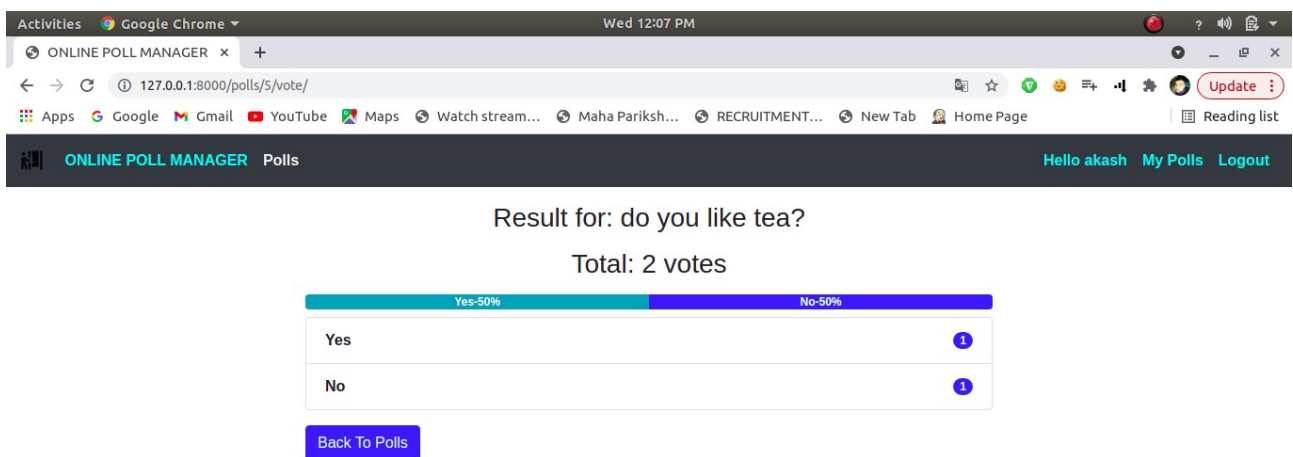 Activities Google Chrome Wed 12:07 PM ?
ONLINE POLL MANAGER × +
127.0.0.1:8000/polls/5/vote/ Update
Apps Google Gmail YouTube Maps Watch stream... Maha Pariksh... RECRUITMENT... New Tab Home Page Reading list
ONLINE POLL MANAGER Polls Hello akash My Polls Logout
Result for: do you like tea?
Total: 2 votes
Yes-50% No-50%
Yes 1
No 1
Back To Polls